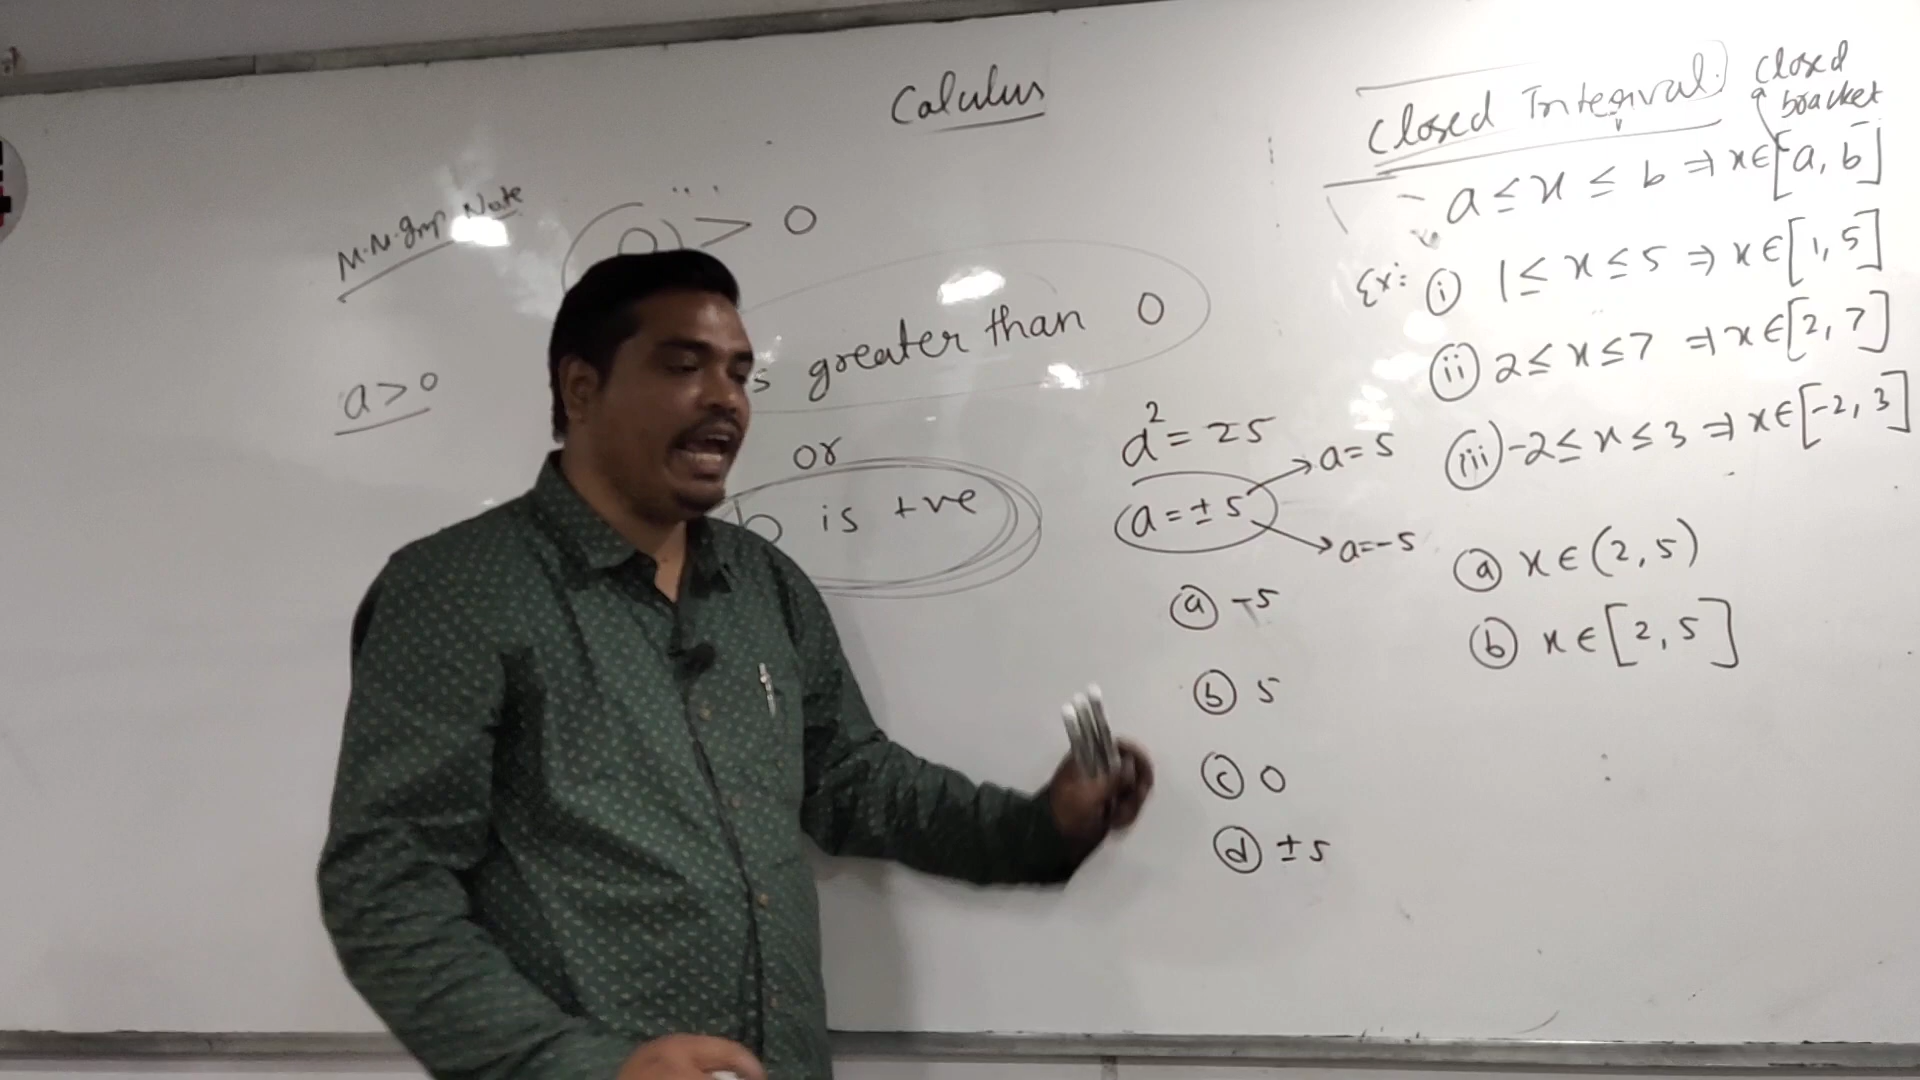 Calulus
M.N.Gmp Note
> 0
s greater than 0
a>0
or
b is +ve
a² = 25
a = ± 5
a = 5
a=-5
ⓐ -5
ⓑ 5
ⓒ 0
ⓓ ±5
Closed Interval
Closed
bracket
a ≤ x ≤ b ⇒ x∈[a, b]
Ex: (i) 1 ≤ x ≤ 5 ⇒ x∈[1, 5]
(ii) 2 ≤ x ≤ 7 ⇒ x∈[2, 7]
(iii) -2 ≤ x ≤ 3 ⇒ x∈[-2, 3]
ⓐ x∈(2, 5)
ⓑ x∈[2, 5]